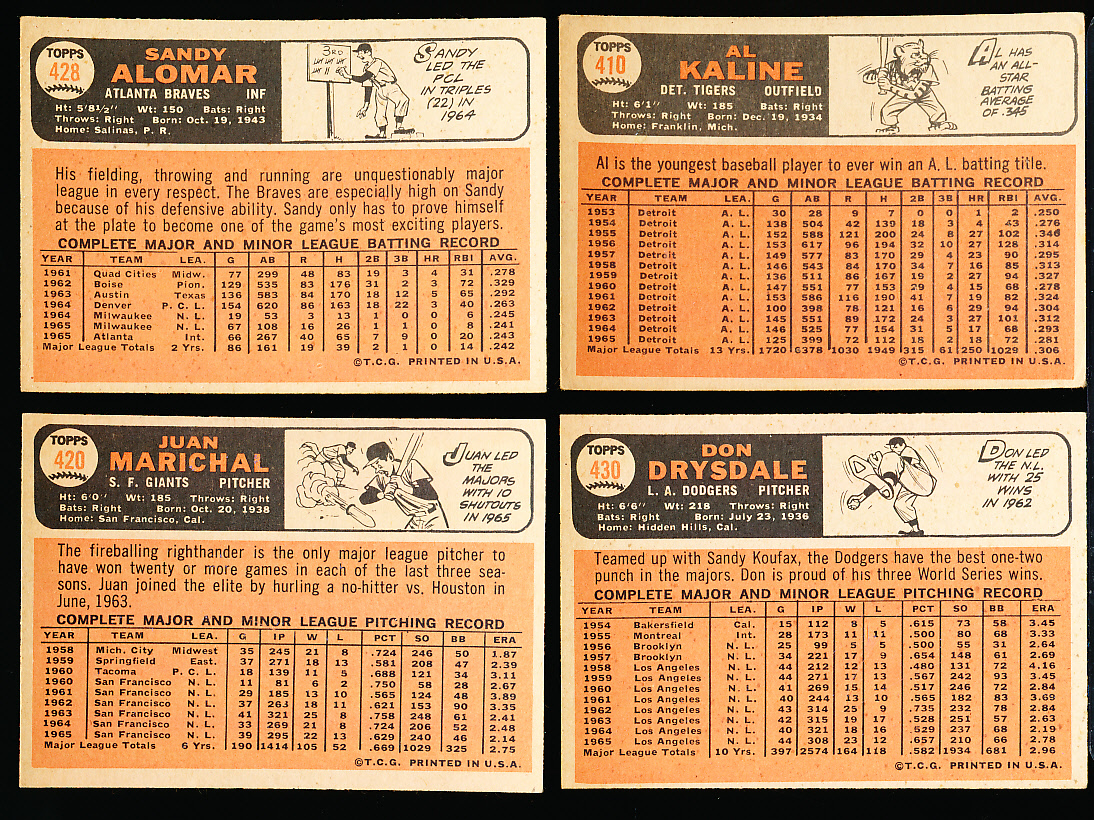 TOPPS
428
SANDY
ALOMAR
ATLANTA BRAVES INF
Ht: 5'8½" Wt: 150 Bats: Right
Throws: Right Born: Oct. 19, 1943
Home: Salinas, P. R.
3RD
SANDY
LED THE
PCL
IN TRIPLES
(22) IN
1964
His fielding, throwing and running are unquestionably major
league in every respect. The Braves are especially high on Sandy
because of his defensive ability. Sandy only has to prove himself
at the plate to become one of the game's most exciting players.
COMPLETE MAJOR AND MINOR LEAGUE BATTING RECORD
YEAR TEAM LEA. G AB R H 2B 3B HR RBI AVG.
1961 Quad Cities Midw. 77 299 48 83 19 3 4 31 .278
1962 Boise Pion. 129 535 83 176 31 2 3 72 .329
1963 Austin Texas 136 583 84 170 18 12 5 65 .292
1964 Denver P. C. L. 154 620 86 163 18 22 3 40 .263
1964 Milwaukee N. L. 19 53 3 13 1 0 0 6 .245
1965 Milwaukee N. L. 67 108 16 26 1 1 0 8 .241
1965 Atlanta Int. 66 267 40 65 7 9 0 20 .243
Major League Totals 2 Yrs. 86 161 19 39 2 1 0 14 .242
©T.C.G. PRINTED IN U.S.A.
TOPPS
410
AL
KALINE
DET. TIGERS OUTFIELD
Ht: 6'1" Wt: 185 Bats: Right
Throws: Right Born: Dec. 19, 1934
Home: Franklin, Mich.
AL HAS
AN ALL-
STAR
BATTING
AVERAGE
OF .345
Al is the youngest baseball player to ever win an A. L. batting title.
COMPLETE MAJOR AND MINOR LEAGUE BATTING RECORD
YEAR TEAM LEA. G AB R H 2B 3B HR RBI AVG.
1953 Detroit A. L. 30 28 9 7 0 0 1 2 .250
1954 Detroit A. L. 138 504 42 139 18 3 4 43 .276
1955 Detroit A. L. 152 588 121 200 24 8 27 102 .340
1956 Detroit A. L. 153 617 96 194 32 10 27 128 .314
1957 Detroit A. L. 149 577 83 170 29 4 23 90 .295
1958 Detroit A. L. 146 543 84 170 34 7 16 85 .313
1959 Detroit A. L. 136 511 86 167 19 2 27 94 .327
1960 Detroit A. L. 147 551 77 153 29 4 15 68 .278
1961 Detroit A. L. 153 586 116 190 41 7 19 82 .324
1962 Detroit A. L. 100 398 78 121 16 6 29 94 .304
1963 Detroit A. L. 145 551 89 172 24 3 27 101 .312
1964 Detroit A. L. 146 525 77 154 31 5 17 68 .293
1965 Detroit A. L. 125 399 72 112 18 2 18 72 .281
Major League Totals 13 Yrs. 1720 6378 1030 1949 315 61 250 1029 .306
©T.C.G. PRINTED IN U.S.A.
TOPPS
420
JUAN
MARICHAL
S. F. GIANTS PITCHER
Ht: 6'0" Wt: 185 Throws: Right
Bats: Right Born: Oct. 20, 1938
Home: San Francisco, Cal.
JUAN LED
THE
MAJORS
WITH 10
SHUTOUTS
IN 1965
The fireballing righthander is the only major league pitcher to
have won twenty or more games in each of the last three sea-
sons. Juan joined the elite by hurling a no-hitter vs. Houston in
June, 1963.
COMPLETE MAJOR AND MINOR LEAGUE PITCHING RECORD
YEAR TEAM LEA. G IP W L PCT SO BB ERA
1958 Mich. City Midwest 35 245 21 8 .724 246 50 1.87
1959 Springfield East. 37 271 18 13 .581 208 47 2.39
1960 Tacoma P. C. L. 18 139 11 5 .688 121 34 3.11
1960 San Francisco N. L. 11 81 6 2 .750 58 28 2.67
1961 San Francisco N. L. 29 185 13 10 .565 124 48 3.89
1962 San Francisco N. L. 37 263 18 11 .621 153 90 3.35
1963 San Francisco N. L. 41 321 25 8 .758 248 61 2.41
1964 San Francisco N. L. 33 269 21 8 .724 206 52 2.48
1965 San Francisco N. L. 39 295 22 13 .629 240 46 2.14
Major League Totals 6 Yrs. 190 1414 105 52 .669 1029 325 2.75
©T.C.G. PRINTED IN U.S.A.
TOPPS
430
DON
DRYSDALE
L. A. DODGERS PITCHER
Ht: 6'6" Wt: 218 Throws: Right
Bats: Right Born: July 23, 1936
Home: Hidden Hills, Cal.
DON LED
THE N.L.
WITH 25
WINS
IN 1962
Teamed up with Sandy Koufax, the Dodgers have the best one-two
punch in the majors. Don is proud of his three World Series wins.
COMPLETE MAJOR AND MINOR LEAGUE PITCHING RECORD
YEAR TEAM LEA. G IP W L PCT SO BB ERA
1954 Bakersfield Cal. 15 112 8 5 .615 73 58 3.45
1955 Montreal Int. 28 173 11 11 .500 80 68 3.33
1956 Brooklyn N. L. 25 99 5 5 .500 55 31 2.64
1957 Brooklyn N. L. 34 221 17 9 .654 148 61 2.69
1958 Los Angeles N. L. 44 212 12 13 .480 131 72 4.16
1959 Los Angeles N. L. 44 271 17 13 .567 242 93 3.45
1960 Los Angeles N. L. 41 269 15 14 .517 246 72 2.84
1961 Los Angeles N. L. 40 244 13 10 .565 182 83 3.69
1962 Los Angeles N. L. 43 314 25 9 .735 232 78 2.84
1963 Los Angeles N. L. 42 315 19 17 .528 251 57 2.63
1964 Los Angeles N. L. 40 321 18 16 .529 237 68 2.19
1965 Los Angeles N. L. 44 308 23 12 .657 210 66 2.78
Major League Totals 10 Yrs. 397 2574 164 118 .582 1934 681 2.96
©T.C.G. PRINTED IN U.S.A.